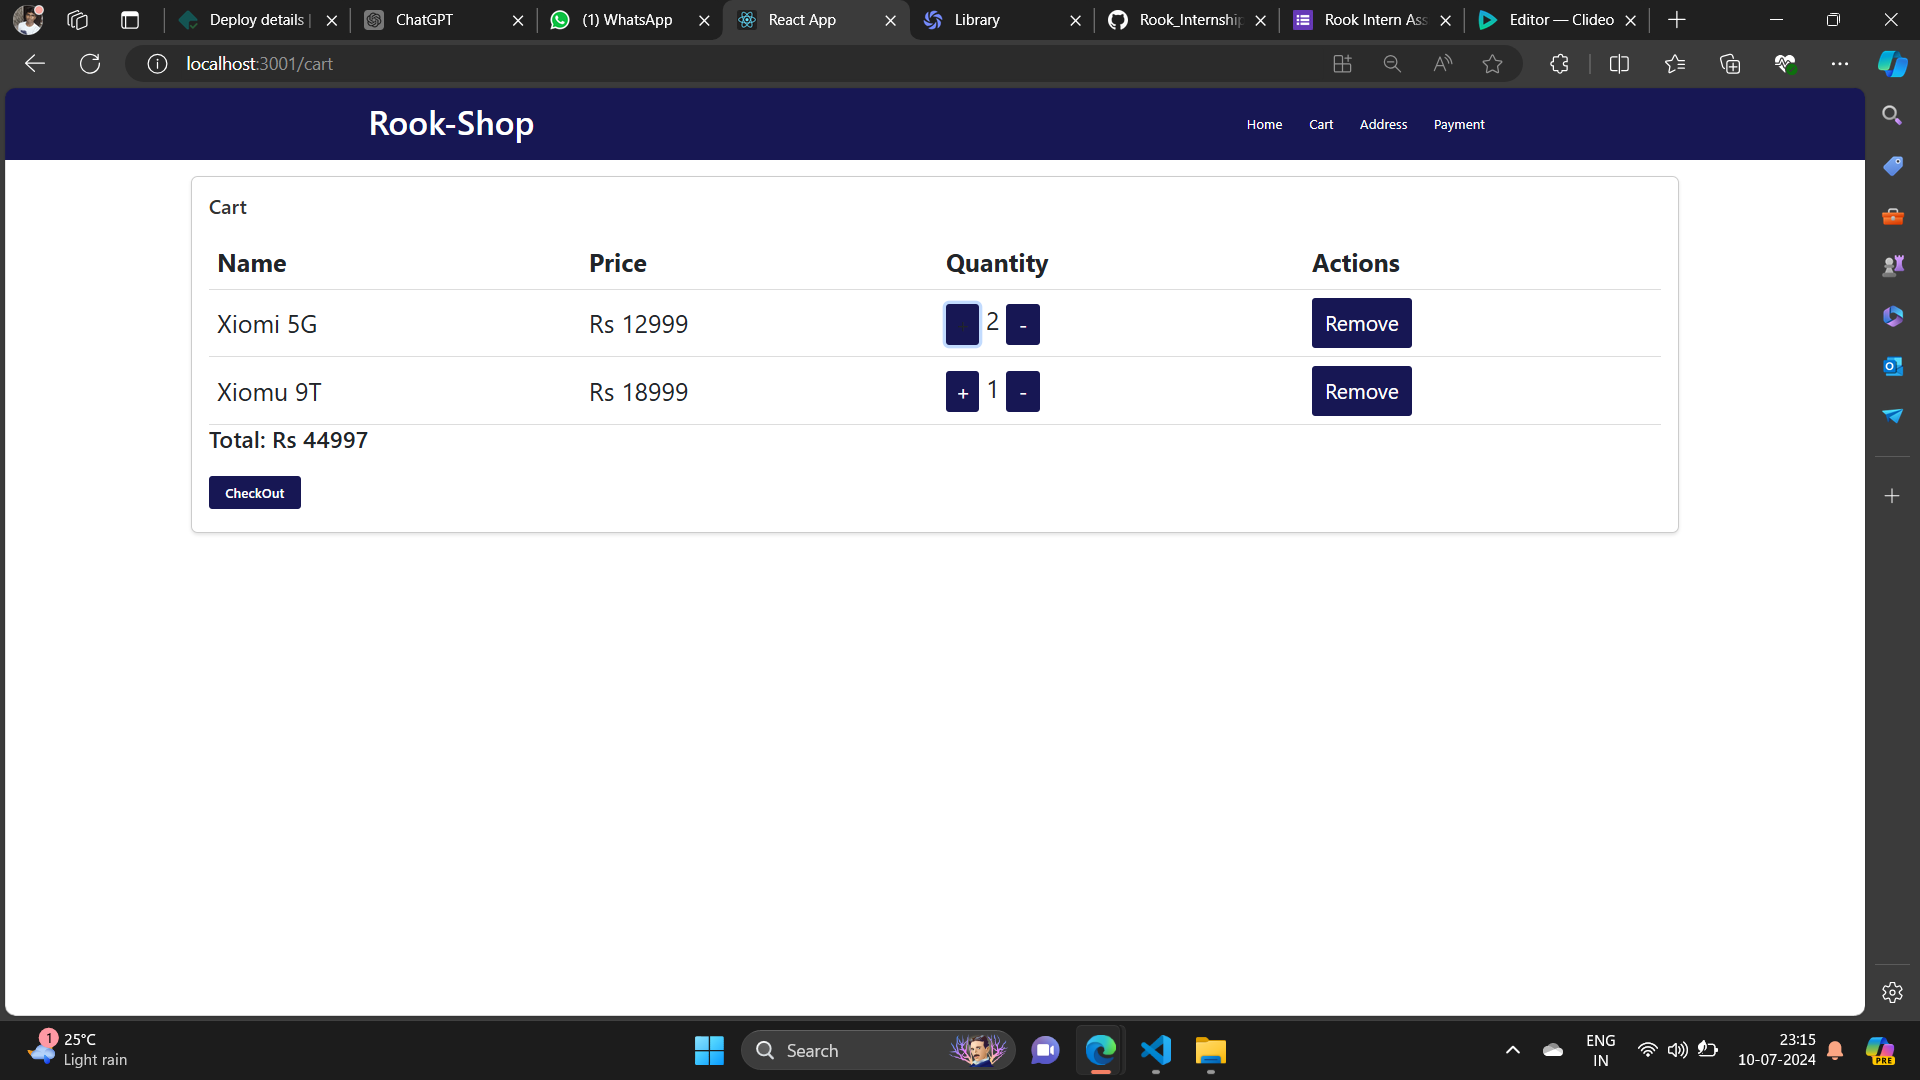 Deploy details | ChatGPT (1) WhatsApp React App Library Rook_Internship Rook Intern Ass Editor — Clideo
localhost:3001/cart
Rook-Shop Home Cart Address Payment
Cart
Name Price Quantity Actions
Xiomi 5G Rs 12999 + 2 - Remove
Xiomu 9T Rs 18999 + 1 - Remove
Total: Rs 44997
CheckOut
1 25°C
Light rain
Search
ENG
IN
23:15
10-07-2024
PRE